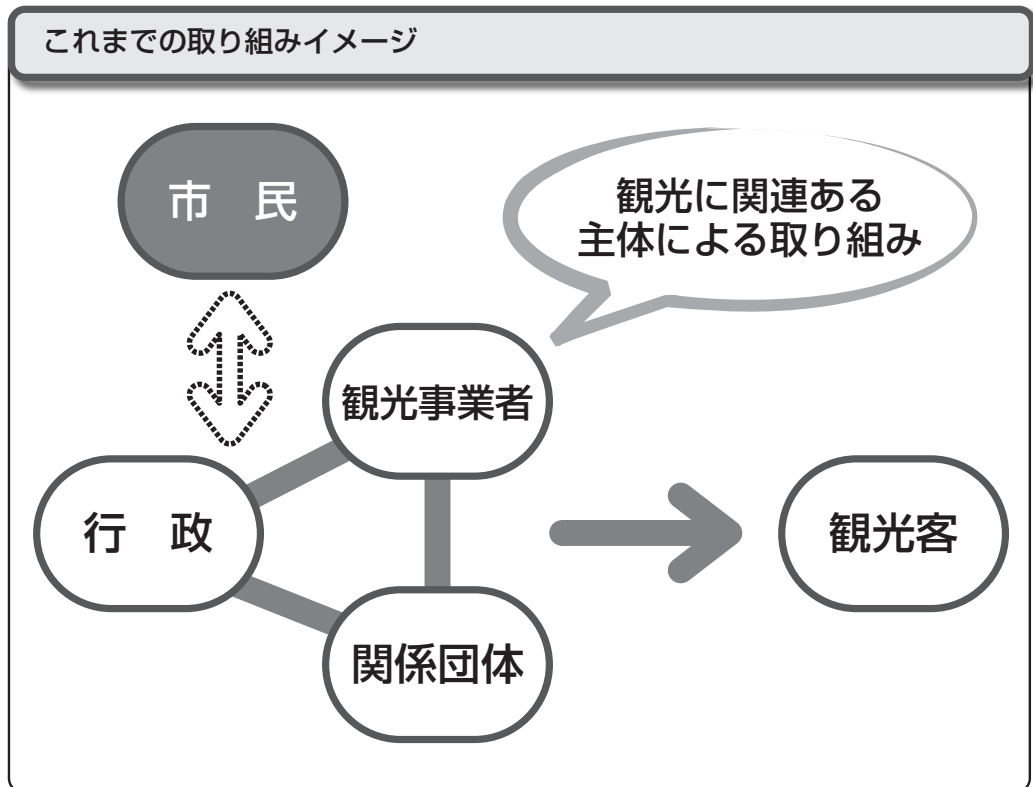 これまでの取り組みイメージ
市　民
観光に関連ある
主体による取り組み
観光事業者
行　政
観光客
関係団体